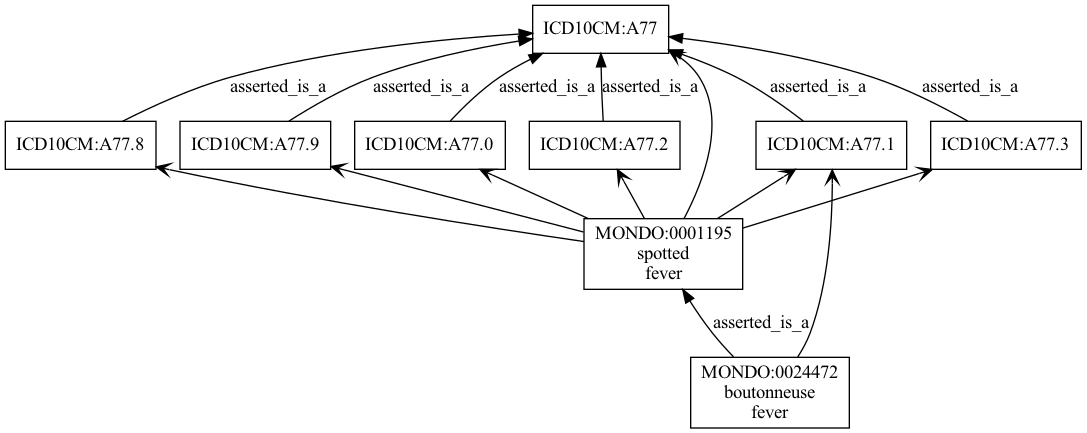 ICD10CM:A77
asserted_is_a
asserted_is_a
asserted_is_a
asserted_is_a
asserted_is_a
asserted_is_a
ICD10CM:A77.8
ICD10CM:A77.9
ICD10CM:A77.0
ICD10CM:A77.2
ICD10CM:A77.1
ICD10CM:A77.3
MONDO:0001195
spotted
fever
asserted_is_a
MONDO:0024472
boutonneuse
fever